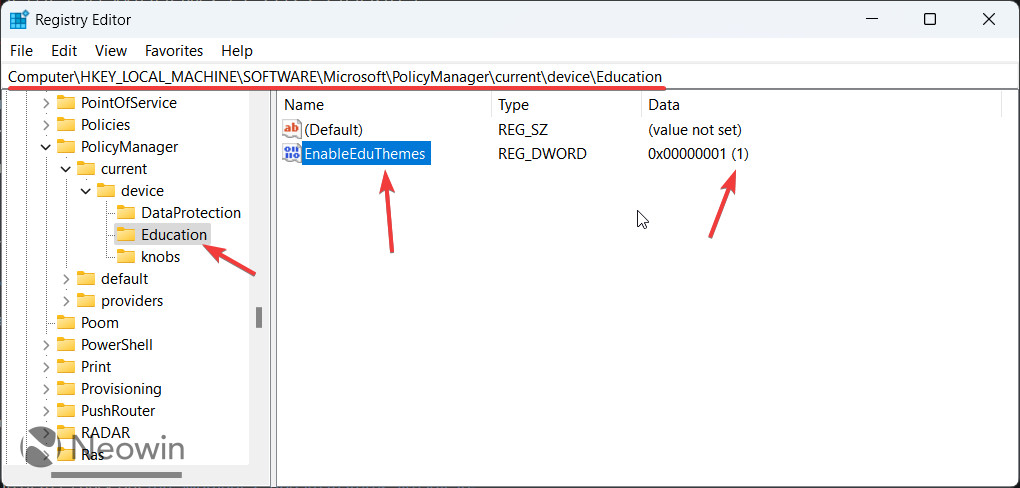 Registry Editor
File Edit View Favorites Help
Computer\HKEY_LOCAL_MACHINE\SOFTWARE\Microsoft\PolicyManager\current\device\Education
PointOfService
Policies
PolicyManager
current
device
DataProtection
Education
knobs
default
providers
Poom
PowerShell
Print
Provisioning
PushRouter
RADAR
Ras
Neowin
Name Type Data
ab (Default) REG_SZ (value not set)
EnableEduThemes REG_DWORD 0x00000001 (1)